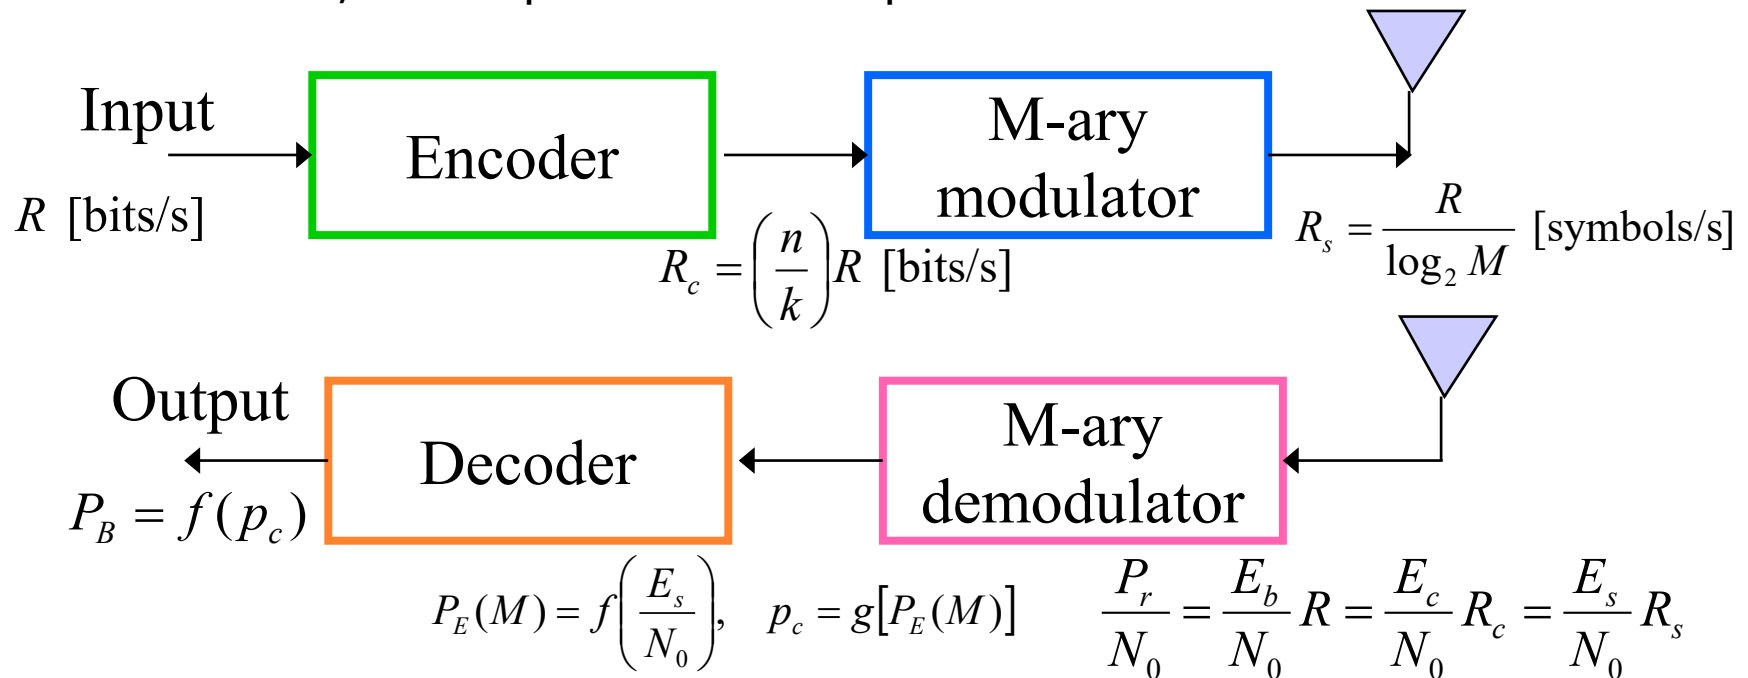 Input
Encoder
M-ary
modulator
R [bits/s]
R_c = (n/k) R [bits/s]
R_s = R / log_2 M [symbols/s]
Output
Decoder
M-ary
demodulator
P_B = f(p_c)
P_E(M) = f(E_s/N_0), p_c = g[P_E(M)]
P_r/N_0 = E_b/N_0 R = E_c/N_0 R_c = E_s/N_0 R_s